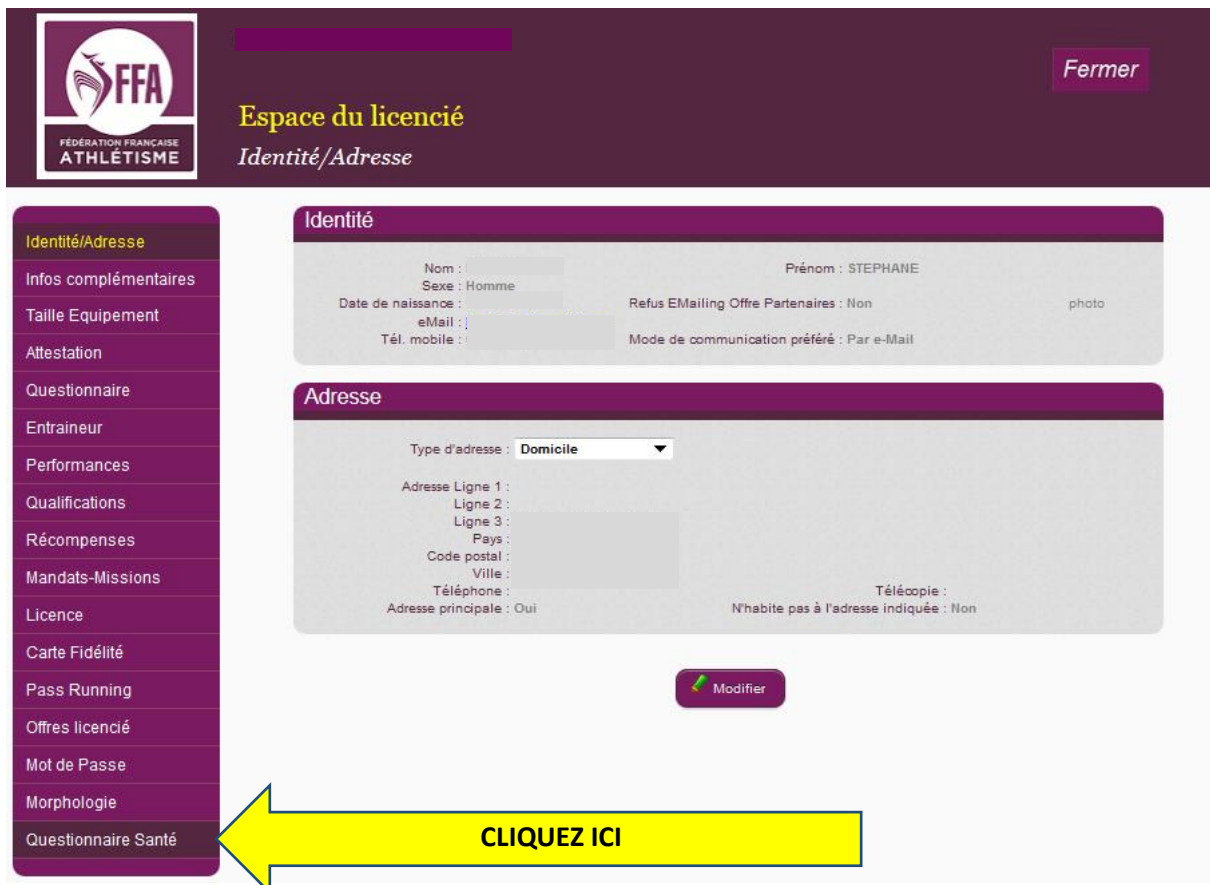 FFA
FÉDÉRATION FRANÇAISE
ATHLÉTISME
Espace du licencié
Identité/Adresse
Fermer
Identité/Adresse
Infos complémentaires
Taille Equipement
Attestation
Questionnaire
Entraineur
Performances
Qualifications
Récompenses
Mandats-Missions
Licence
Carte Fidélité
Pass Running
Offres licencié
Mot de Passe
Morphologie
Questionnaire Santé
Identité
Nom : Prénom : STEPHANE
Sexe : Homme
Date de naissance : Refus EMailing Offre Partenaires : Non photo
eMail :
Tél. mobile : Mode de communication préféré : Par e-Mail
Adresse
Type d'adresse : Domicile
Adresse Ligne 1 :
Ligne 2 :
Ligne 3 :
Pays :
Code postal :
Ville :
Téléphone : Télécopie :
Adresse principale : Oui N'habite pas à l'adresse indiquée : Non
Modifier
CLIQUEZ ICI